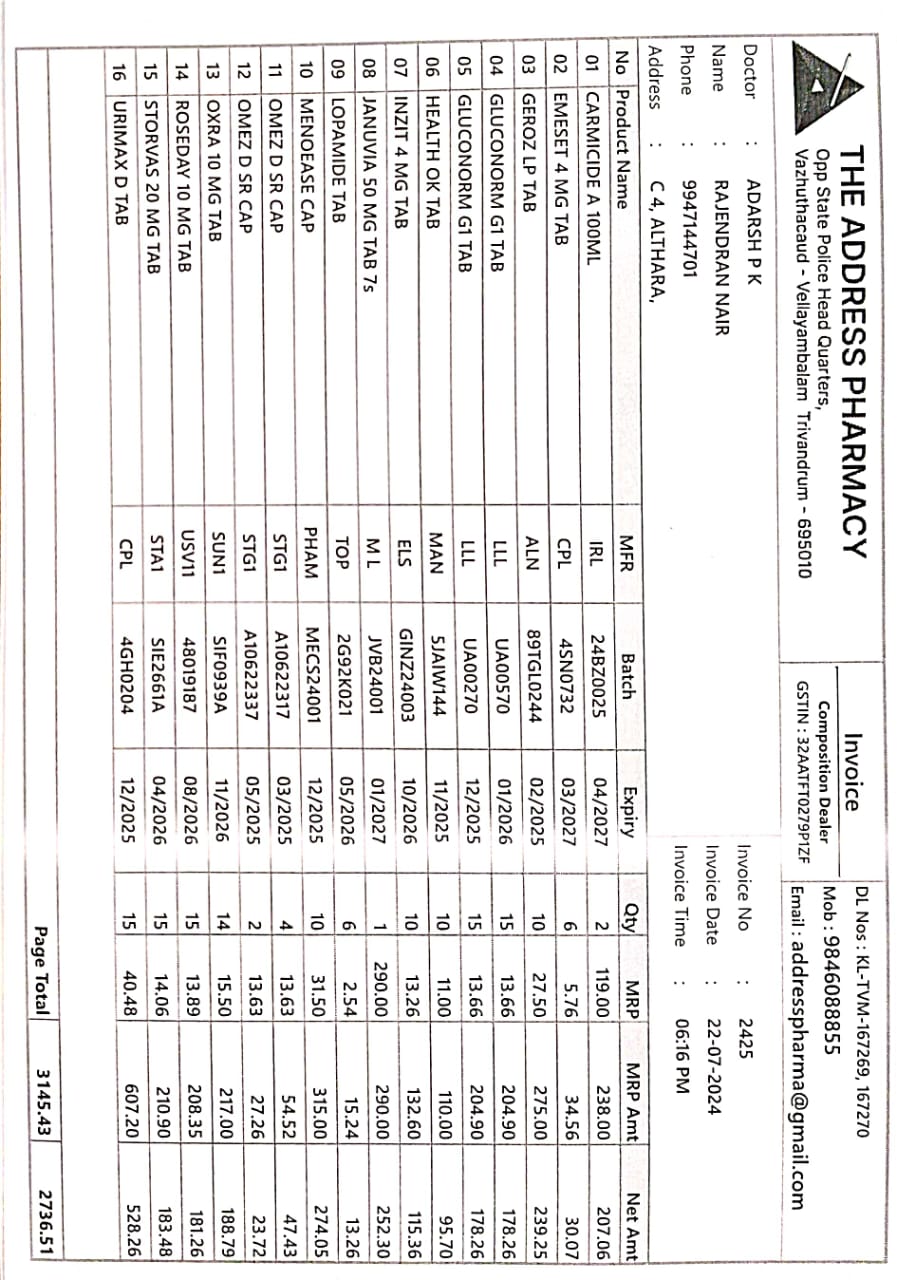 THE ADDRESS PHARMACY
Opp State Police Head Quarters,
Vazhuthacaud - Vellayambalam Trivandrum - 695010
Invoice
Composition Dealer
GSTIN : 32AATFT0279P1ZF
DL Nos : KL-TVM-167269, 167270
Mob : 9846088855
Email : addresspharma@gmail.com
Doctor : ADARSH P K
Name : RAJENDRAN NAIR
Phone : 9947144701
Address : C 4, ALTHARA,
Invoice No : 2425
Invoice Date : 22-07-2024
Invoice Time : 06:16 PM
No Product Name MFR Batch Expiry Qty MRP MRP Amt Net Amt
01 CARMICIDE A 100ML IRL 24BZ0025 04/2027 2 119.00 238.00 207.06
02 EMESET 4 MG TAB CPL 4SN0732 03/2027 6 5.76 34.56 30.07
03 GEROZ LP TAB ALN 89TGL0244 02/2025 10 27.50 275.00 239.25
04 GLUCONORM G1 TAB LLL UA00570 01/2026 15 13.66 204.90 178.26
05 GLUCONORM G1 TAB LLL UA00270 12/2025 15 13.66 204.90 178.26
06 HEALTH OK TAB MAN 5JAIW144 11/2025 10 11.00 110.00 95.70
07 INZIT 4 MG TAB ELS GINZ24003 10/2026 10 13.26 132.60 115.36
08 JANUVIA 50 MG TAB 7s M L JVB24001 01/2027 1 290.00 290.00 252.30
09 LOPAMIDE TAB TOP 2G92K021 05/2026 6 2.54 15.24 13.26
10 MENOEASE CAP PHAM MECS24001 12/2025 10 31.50 315.00 274.05
11 OMEZ D SR CAP STG1 A10622317 03/2025 4 13.63 54.52 47.43
12 OMEZ D SR CAP STG1 A10622337 05/2025 2 13.63 27.26 23.72
13 OXRA 10 MG TAB SUN1 SIF0939A 11/2026 14 15.50 217.00 188.79
14 ROSEDAY 10 MG TAB USV11 48019187 08/2026 15 13.89 208.35 181.26
15 STORVAS 20 MG TAB STA1 SIE2661A 04/2026 15 14.06 210.90 183.48
16 URIMAX D TAB CPL 4GH0204 12/2025 15 40.48 607.20 528.26
Page Total 3145.43 2736.51